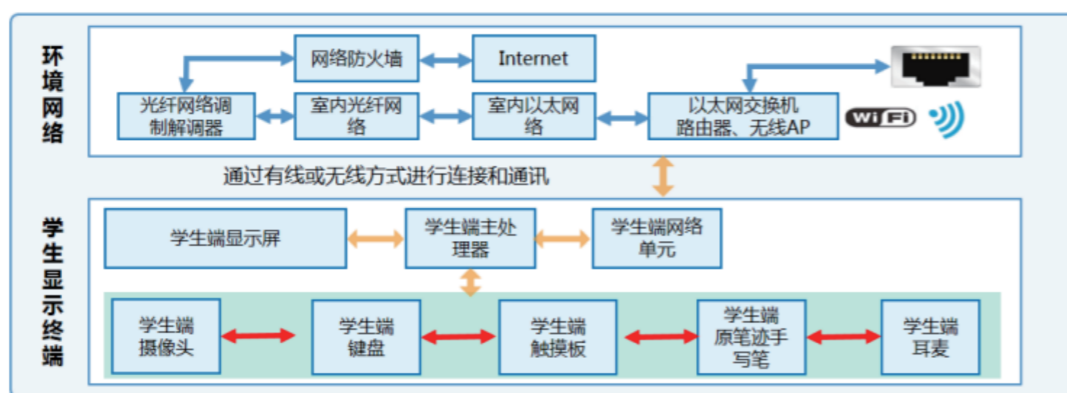 环境网络
网络防火墙
Internet
光纤网络调
制解调器
室内光纤网
络
室内以太网
络
以太网交换机
路由器、无线AP
WiFi
通过有线或无线方式进行连接和通讯
学生显示终端
学生端显示屏
学生端主处
理器
学生端网络
单元
学生端
摄像头
学生端
键盘
学生端
触摸板
学生端
原笔迹手
写笔
学生端
耳麦